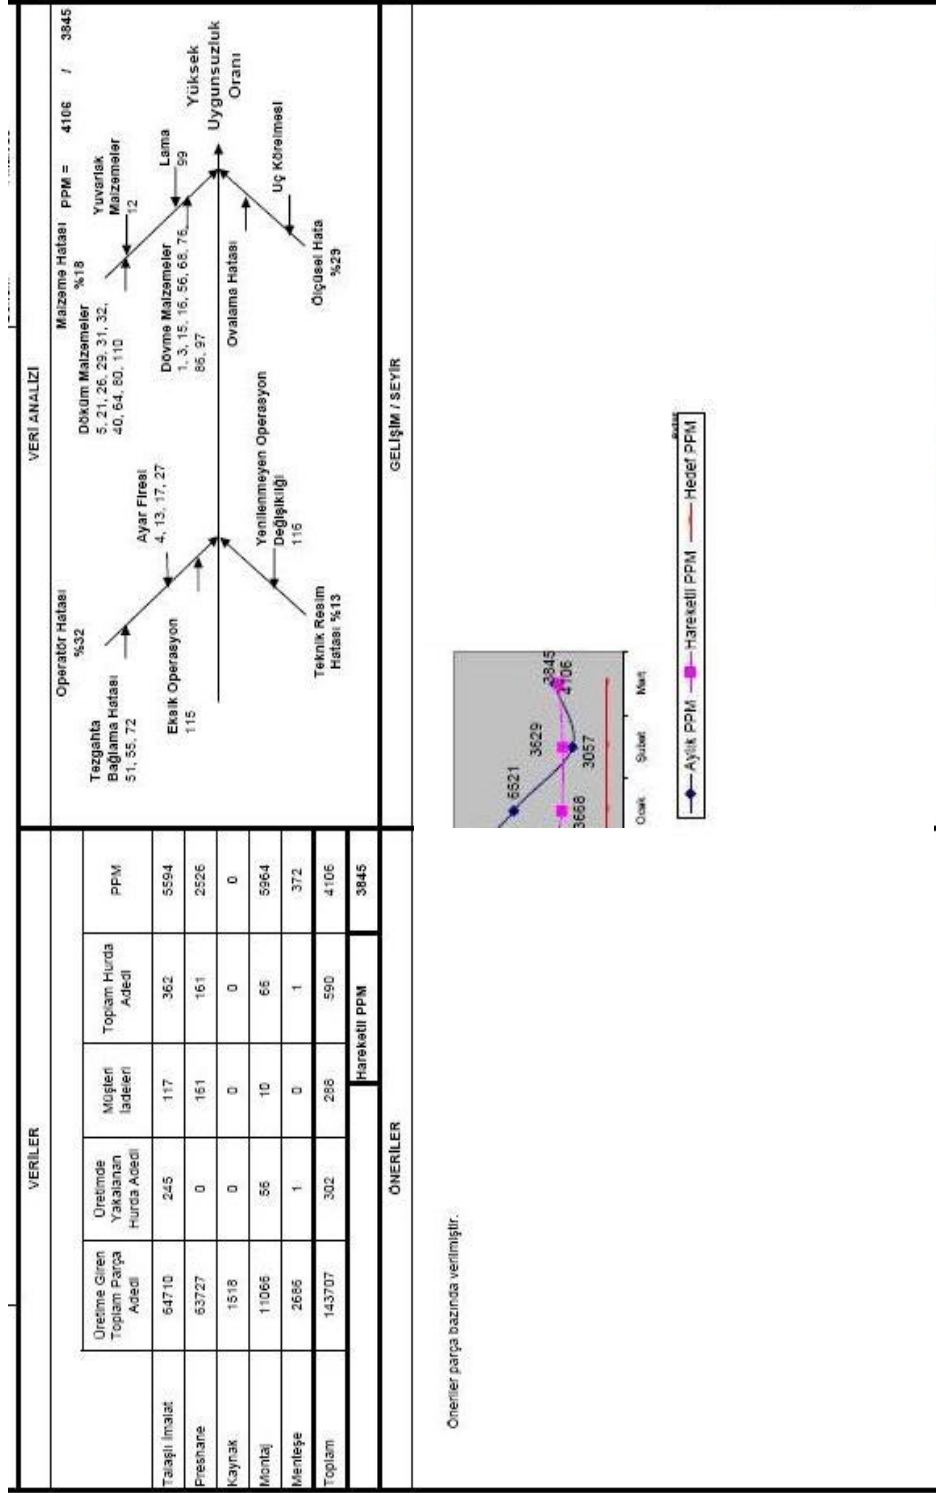 VERİLER
Üretime Giren
Toplam Parça
Adedi
Üretimde
Yakalanan
Hurda Adedi
Müşteri
İadeleri
Toplam Hurda
Adedi
PPM
Talaşlı İmalat 64710 245 117 362 5594
Preshane 63727 0 161 161 2526
Kaynak 1518 0 0 0 0
Montaj 11066 56 10 66 5964
Menteşe 2686 1 0 1 372
Toplam 143707 302 288 590 4106
Hareketli PPM 3845
VERİ ANALİZİ
Operatör Hatası
%32
Malzeme Hatası
%18
PPM = 4106 / 3845
Tezgahta
Bağlama Hatası
51, 55, 72
Ayar Firesi
4, 13, 17, 27
Eksik Operasyon
115
Yenilenmeyen Operasyon
Değişikliği
116
Teknik Resim
Hatası %13
Döküm Malzemeler
5, 21, 26, 29, 31, 32,
40, 64, 80, 110
Yuvarlak
Malzemeler
12
Dövme Malzemeler
1, 3, 15, 16, 56, 68, 76,
86, 97
Lama
99
Yüksek
Uygunsuzluk
Oranı
Ovalama Hatası
Uç Körelmesi
Ölçüsel Hata
%29
ÖNERİLER
Öneriler parça bazında verilmiştir.
GELİŞİM / SEYİR
6521
3668
3629
3057
3845
4106
Ocak Şubat Mart
Aylar
Aylık PPM Hareketli PPM Hedef PPM